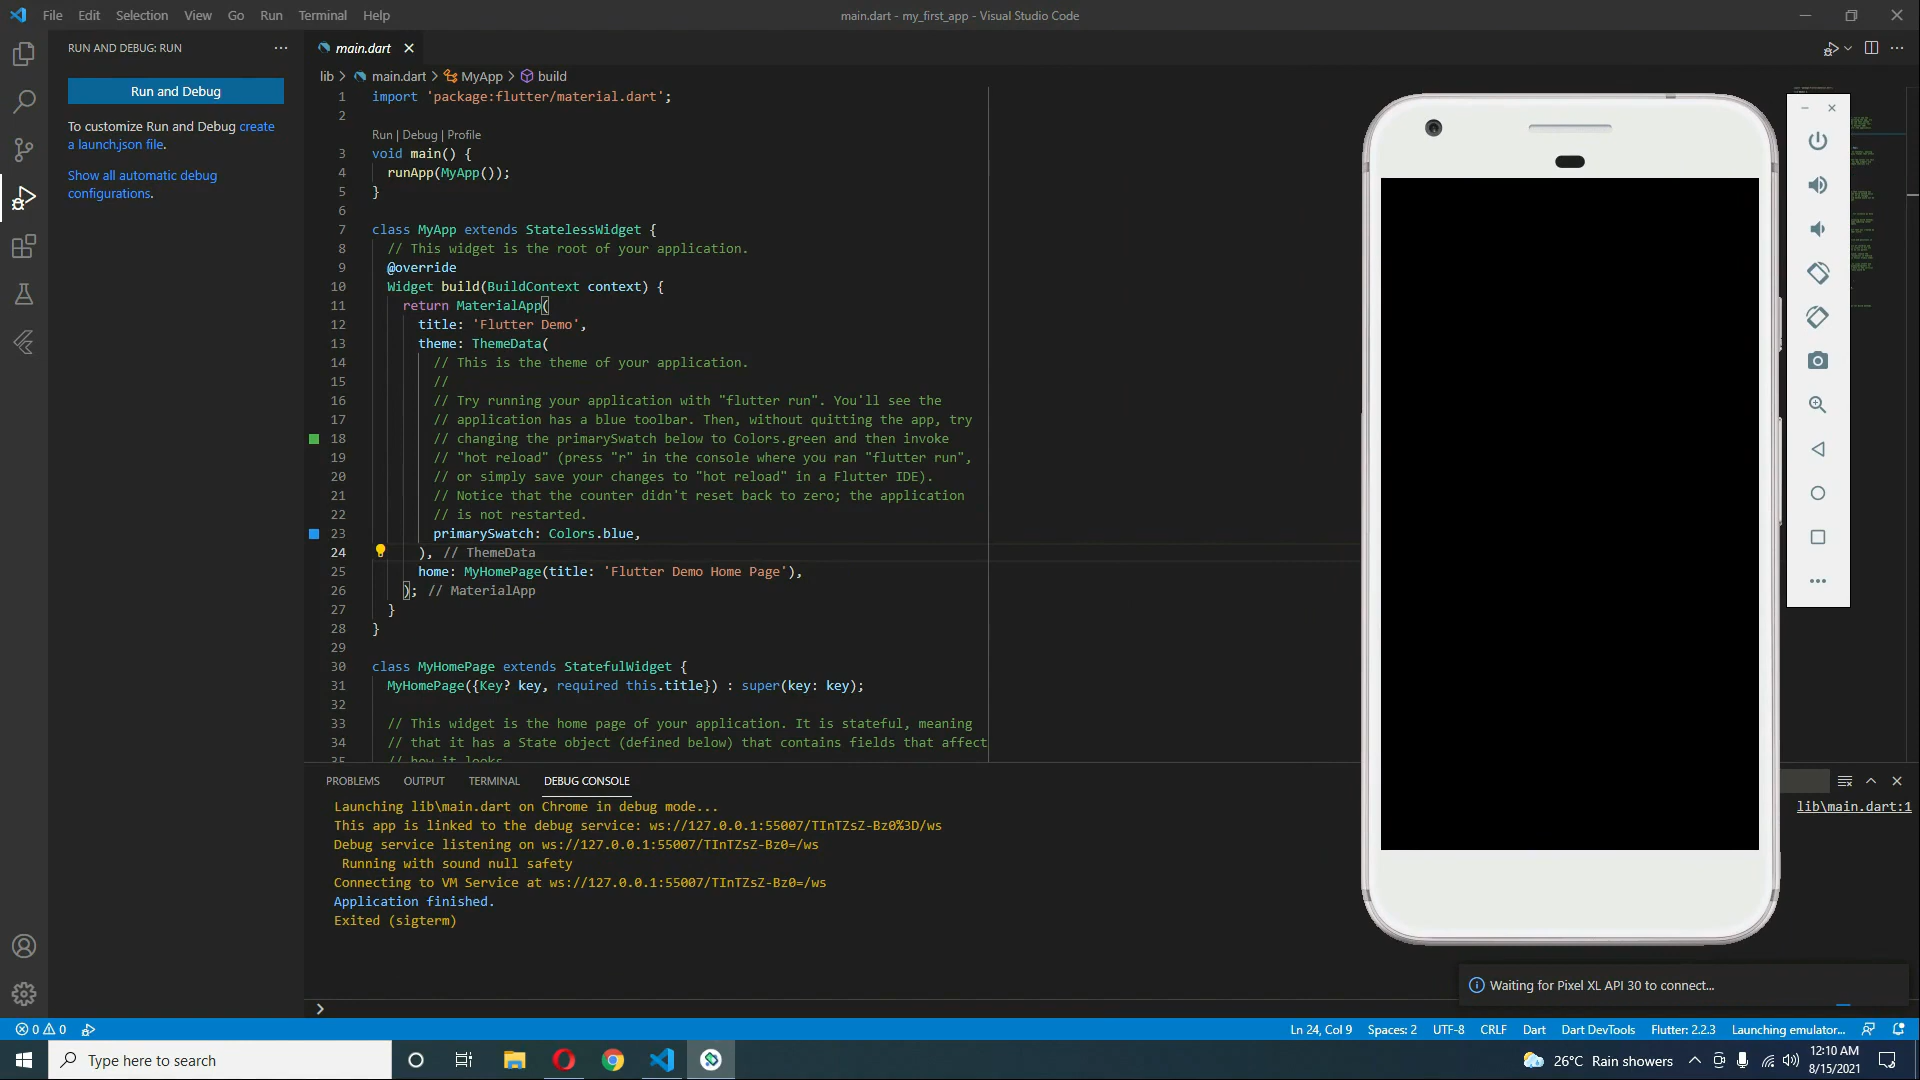 File Edit Selection View Go Run Terminal Help
main.dart - my_first_app - Visual Studio Code
RUN AND DEBUG: RUN
Run and Debug
To customize Run and Debug create
a launch.json file.
Show all automatic debug
configurations.
main.dart
lib > main.dart > MyApp > build
1 import 'package:flutter/material.dart';
2
Run | Debug | Profile
3 void main() {
4 runApp(MyApp());
5 }
6
7 class MyApp extends StatelessWidget {
8 // This widget is the root of your application.
9 @override
10 Widget build(BuildContext context) {
11 return MaterialApp(
12 title: 'Flutter Demo',
13 theme: ThemeData(
14 // This is the theme of your application.
15 //
16 // Try running your application with "flutter run". You'll see the
17 // application has a blue toolbar. Then, without quitting the app, try
18 // changing the primarySwatch below to Colors.green and then invoke
19 // "hot reload" (press "r" in the console where you ran "flutter run",
20 // or simply save your changes to "hot reload" in a Flutter IDE).
21 // Notice that the counter didn't reset back to zero; the application
22 // is not restarted.
23 primarySwatch: Colors.blue,
24 ), // ThemeData
25 home: MyHomePage(title: 'Flutter Demo Home Page'),
26 ); // MaterialApp
27 }
28 }
29
30 class MyHomePage extends StatefulWidget {
31 MyHomePage({Key? key, required this.title}) : super(key: key);
32
33 // This widget is the home page of your application. It is stateful, meaning
34 // that it has a State object (defined below) that contains fields that affect
35 // how it looks.
PROBLEMS OUTPUT TERMINAL DEBUG CONSOLE
Launching lib\main.dart on Chrome in debug mode...
lib\main.dart:1
This app is linked to the debug service: ws://127.0.0.1:55007/TInTZsZ-Bz0%3D/ws
Debug service listening on ws://127.0.0.1:55007/TInTZsZ-Bz0=/ws
Running with sound null safety
Connecting to VM Service at ws://127.0.0.1:55007/TInTZsZ-Bz0=/ws
Application finished.
Exited (sigterm)
Waiting for Pixel XL API 30 to connect...
0 0
Ln 24, Col 9 Spaces: 2 UTF-8 CRLF Dart Dart DevTools Flutter: 2.2.3 Launching emulator...
Type here to search
26°C Rain showers
12:10 AM
8/15/2021